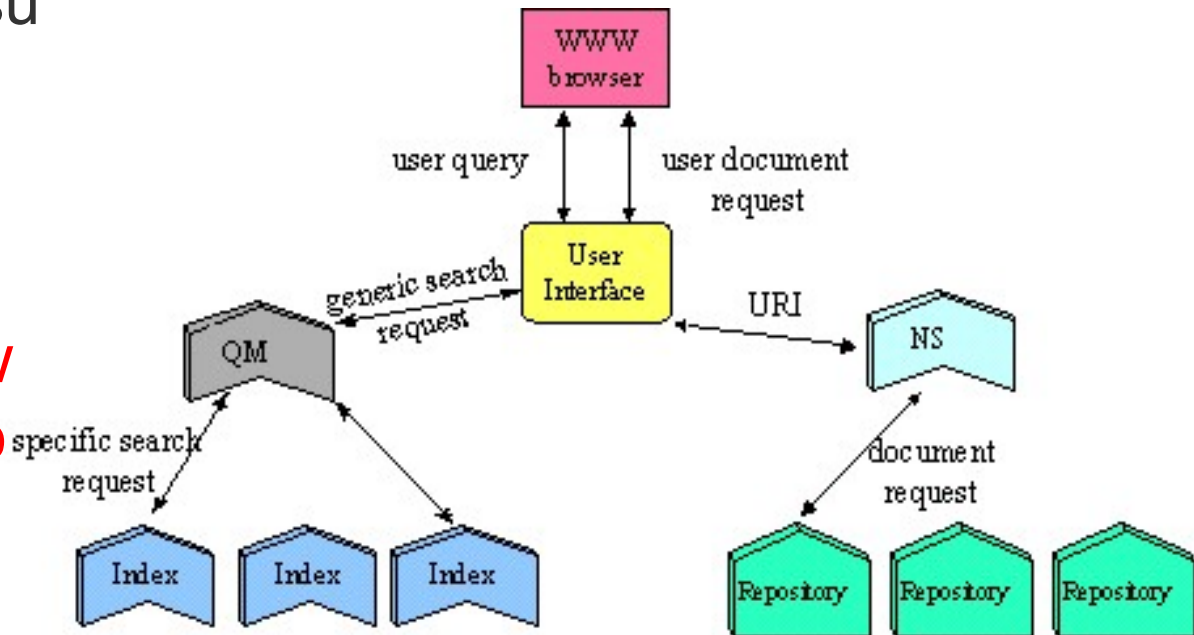 su
WWW
browser
user query
user document
request
User
Interface
generic search
request
URI
QM
NS
specific search
request
document
request
Index
Index
Index
Repository
Repository
Repository